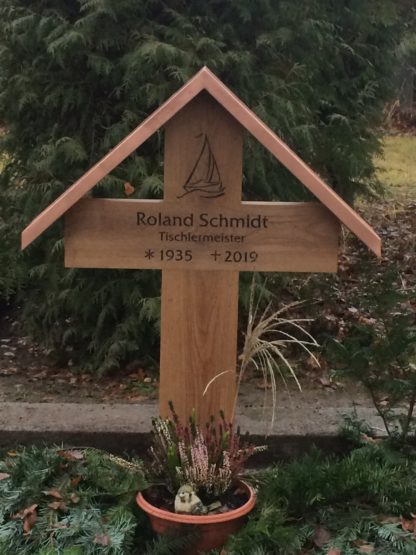 Roland Schmidt
Tischlermeister
* 1935 + 2019